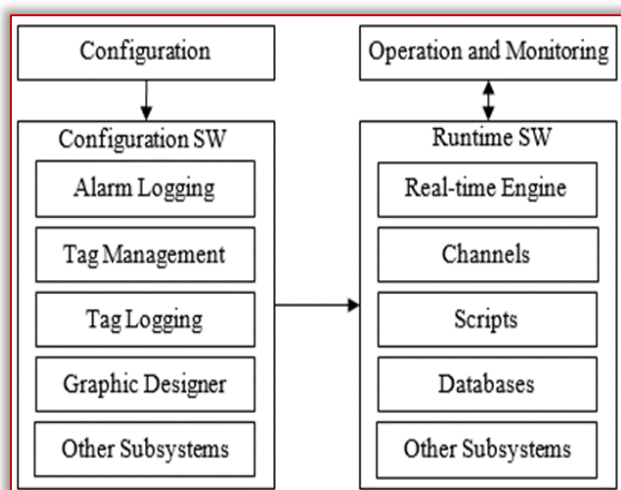 Configuration
Configuration SW
Alarm Logging
Tag Management
Tag Logging
Graphic Designer
Other Subsystems
Operation and Monitoring
Runtime SW
Real-time Engine
Channels
Scripts
Databases
Other Subsystems